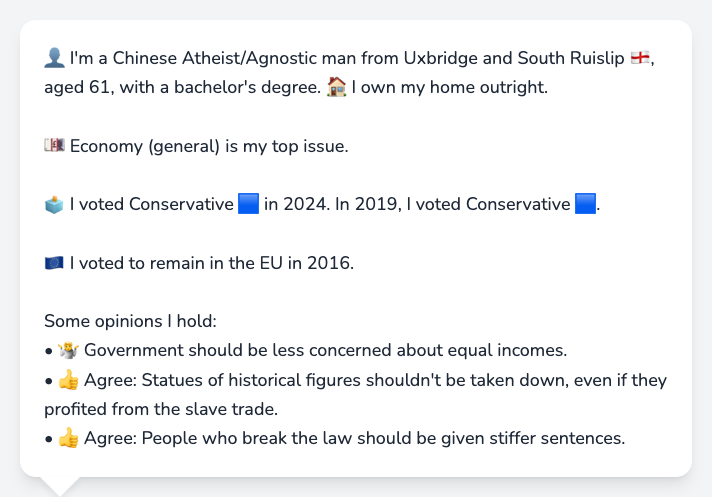 👤 I'm a Chinese Atheist/Agnostic man from Uxbridge and South Ruislip 🏴󠁧󠁢󠁥󠁮󠁧󠁿,
aged 61, with a bachelor's degree. 🏠 I own my home outright.
💷 Economy (general) is my top issue.
🗳️ I voted Conservative 🟦 in 2024. In 2019, I voted Conservative 🟦.
🇪🇺 I voted to remain in the EU in 2016.
Some opinions I hold:
• 🤷 Government should be less concerned about equal incomes.
• 👍 Agree: Statues of historical figures shouldn't be taken down, even if they
profited from the slave trade.
• 👍 Agree: People who break the law should be given stiffer sentences.